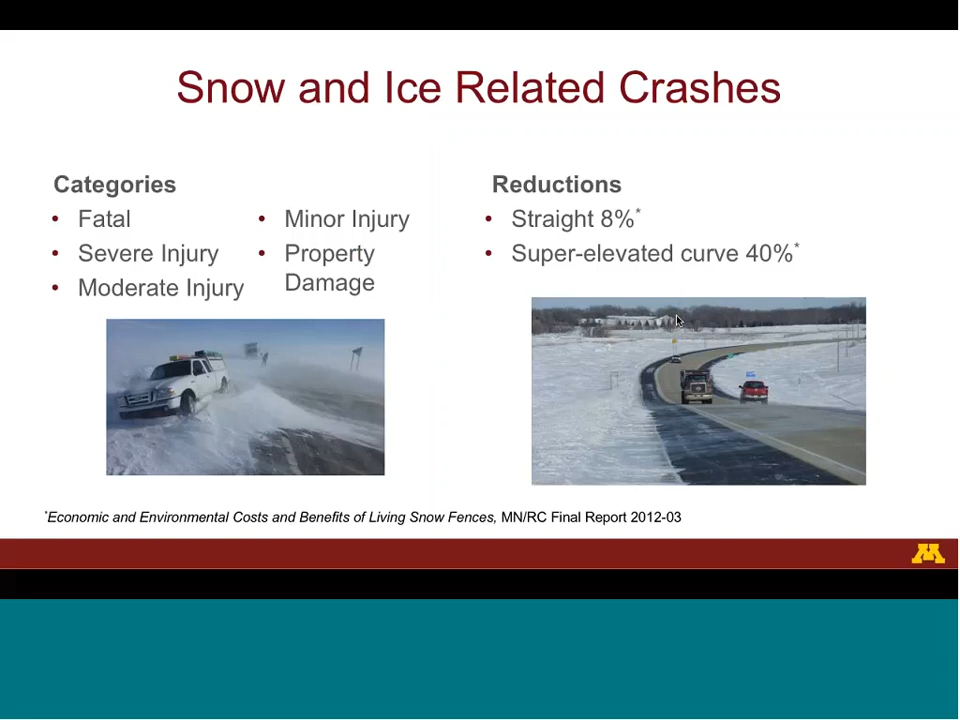 Snow and Ice Related Crashes
Categories
• Fatal
• Severe Injury
• Moderate Injury
• Minor Injury
• Property
Damage
Reductions
• Straight 8%*
• Super-elevated curve 40%*
*Economic and Environmental Costs and Benefits of Living Snow Fences, MN/RC Final Report 2012-03
M